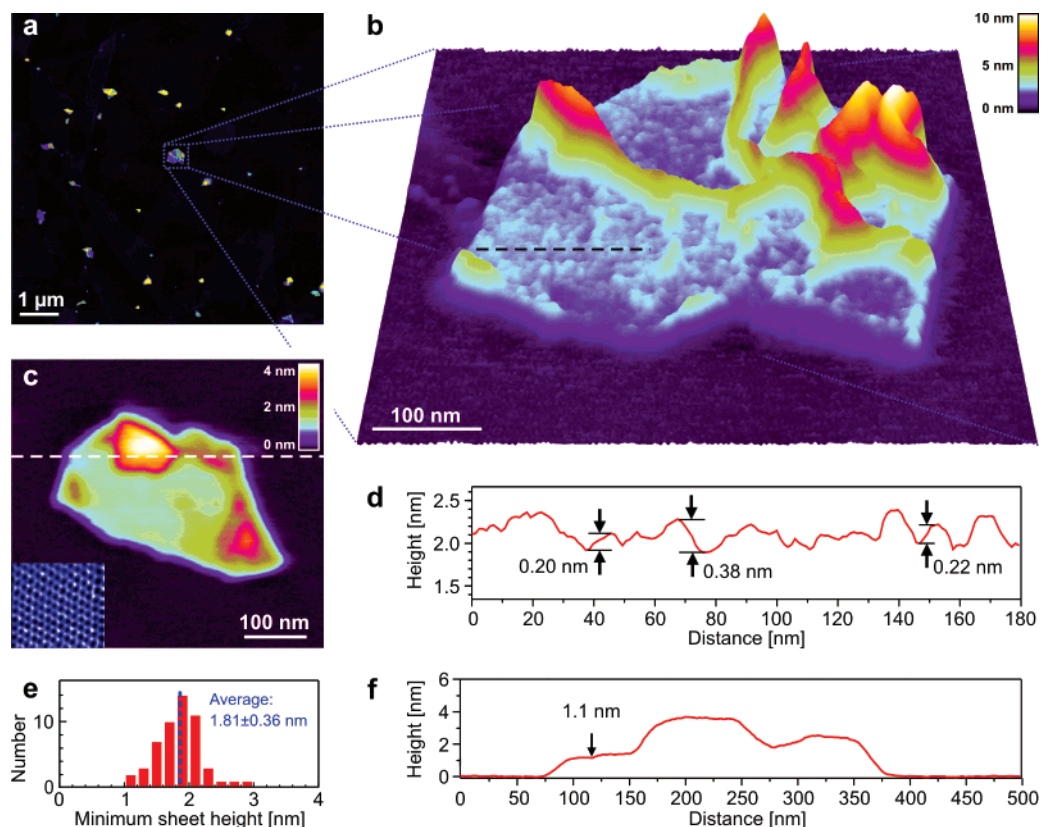 a
1 µm
b
10 nm
5 nm
0 nm
100 nm
c
4 nm
2 nm
0 nm
100 nm
d
Height [nm]
2.5
2.0
1.5
0.20 nm
0.38 nm
0.22 nm
0 20 40 60 80 100 120 140 160 180
Distance [nm]
e
Number
10
0
Average:
1.81±0.36 nm
0 1 2 3 4
Minimum sheet height [nm]
f
Height [nm]
6
4
2
0
1.1 nm
0 50 100 150 200 250 300 350 400 450 500
Distance [nm]